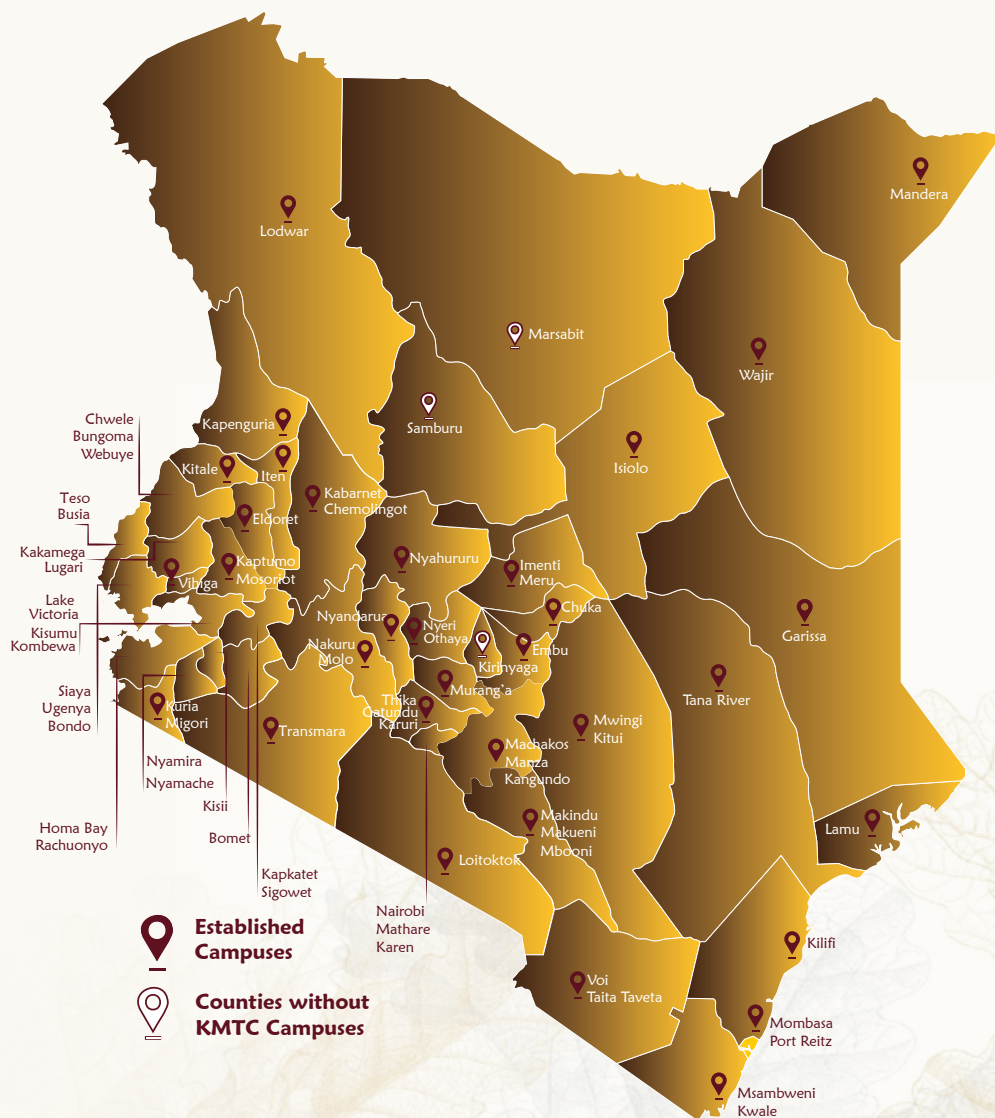 Mandera
Lodwar
Marsabit
Wajir
Samburu
Kapenguria
Chwele
Bungoma
Webuye
Isiolo
Kitale
Iten
Kabarnet
Chemolingot
Teso
Busia
Eldoret
Kakamega
Lugari
Nyahururu
Kaptumo
Mosoriot
Imenti
Meru
Vihiga
Lake
Victoria
Chuka
Kisumu
Kombewa
Nyandarua
Nyeri
Othaya
Garissa
Nakuru
Molo
Kirinyaga
Embu
Siaya
Ugenya
Bondo
Murang'a
Tana River
Thika
Gatundu
Karuri
Kuria
Migori
Transmara
Mwingi
Kitui
Machakos
Manza
Kangundo
Nyamira
Nyamache
Kisii
Homa Bay
Rachuonyo
Bomet
Makindu
Makueni
Mbooni
Lamu
Loitoktok
Kapkatet
Sigowet
Nairobi
Mathare
Karen
Established
Campuses
Kilifi
Voi
Taita Taveta
Counties without
KMTC Campuses
Mombasa
Port Reitz
Msambweni
Kwale